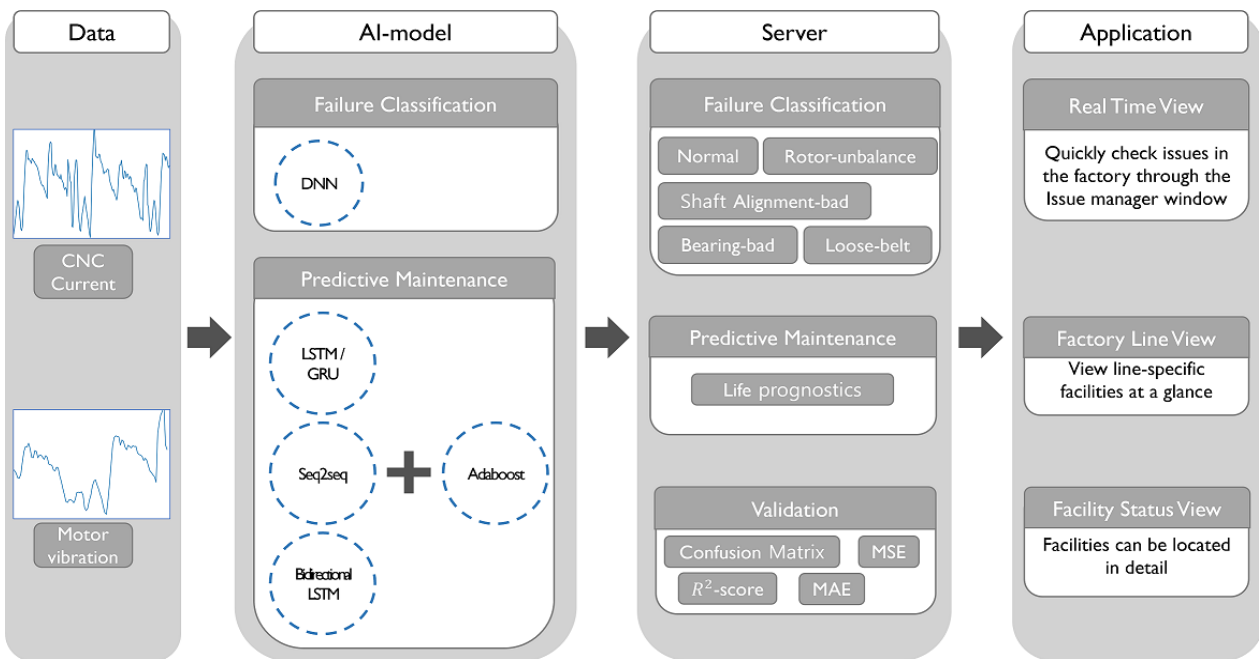 Data
CNC
Current
Motor
vibration
AI-model
Failure Classification
DNN
Predictive Maintenance
LSTM /
GRU
Seq2seq
Adaboost
Bidirectional
LSTM
Server
Failure Classification
Normal
Rotor-unbalance
Shaft Alignment-bad
Bearing-bad
Loose-belt
Predictive Maintenance
Life prognostics
Validation
Confusion Matrix
MSE
R²-score
MAE
Application
Real Time View
Quickly check issues in
the factory through the
Issue manager window
Factory Line View
View line-specific
facilities at a glance
Facility Status View
Facilities can be located
in detail